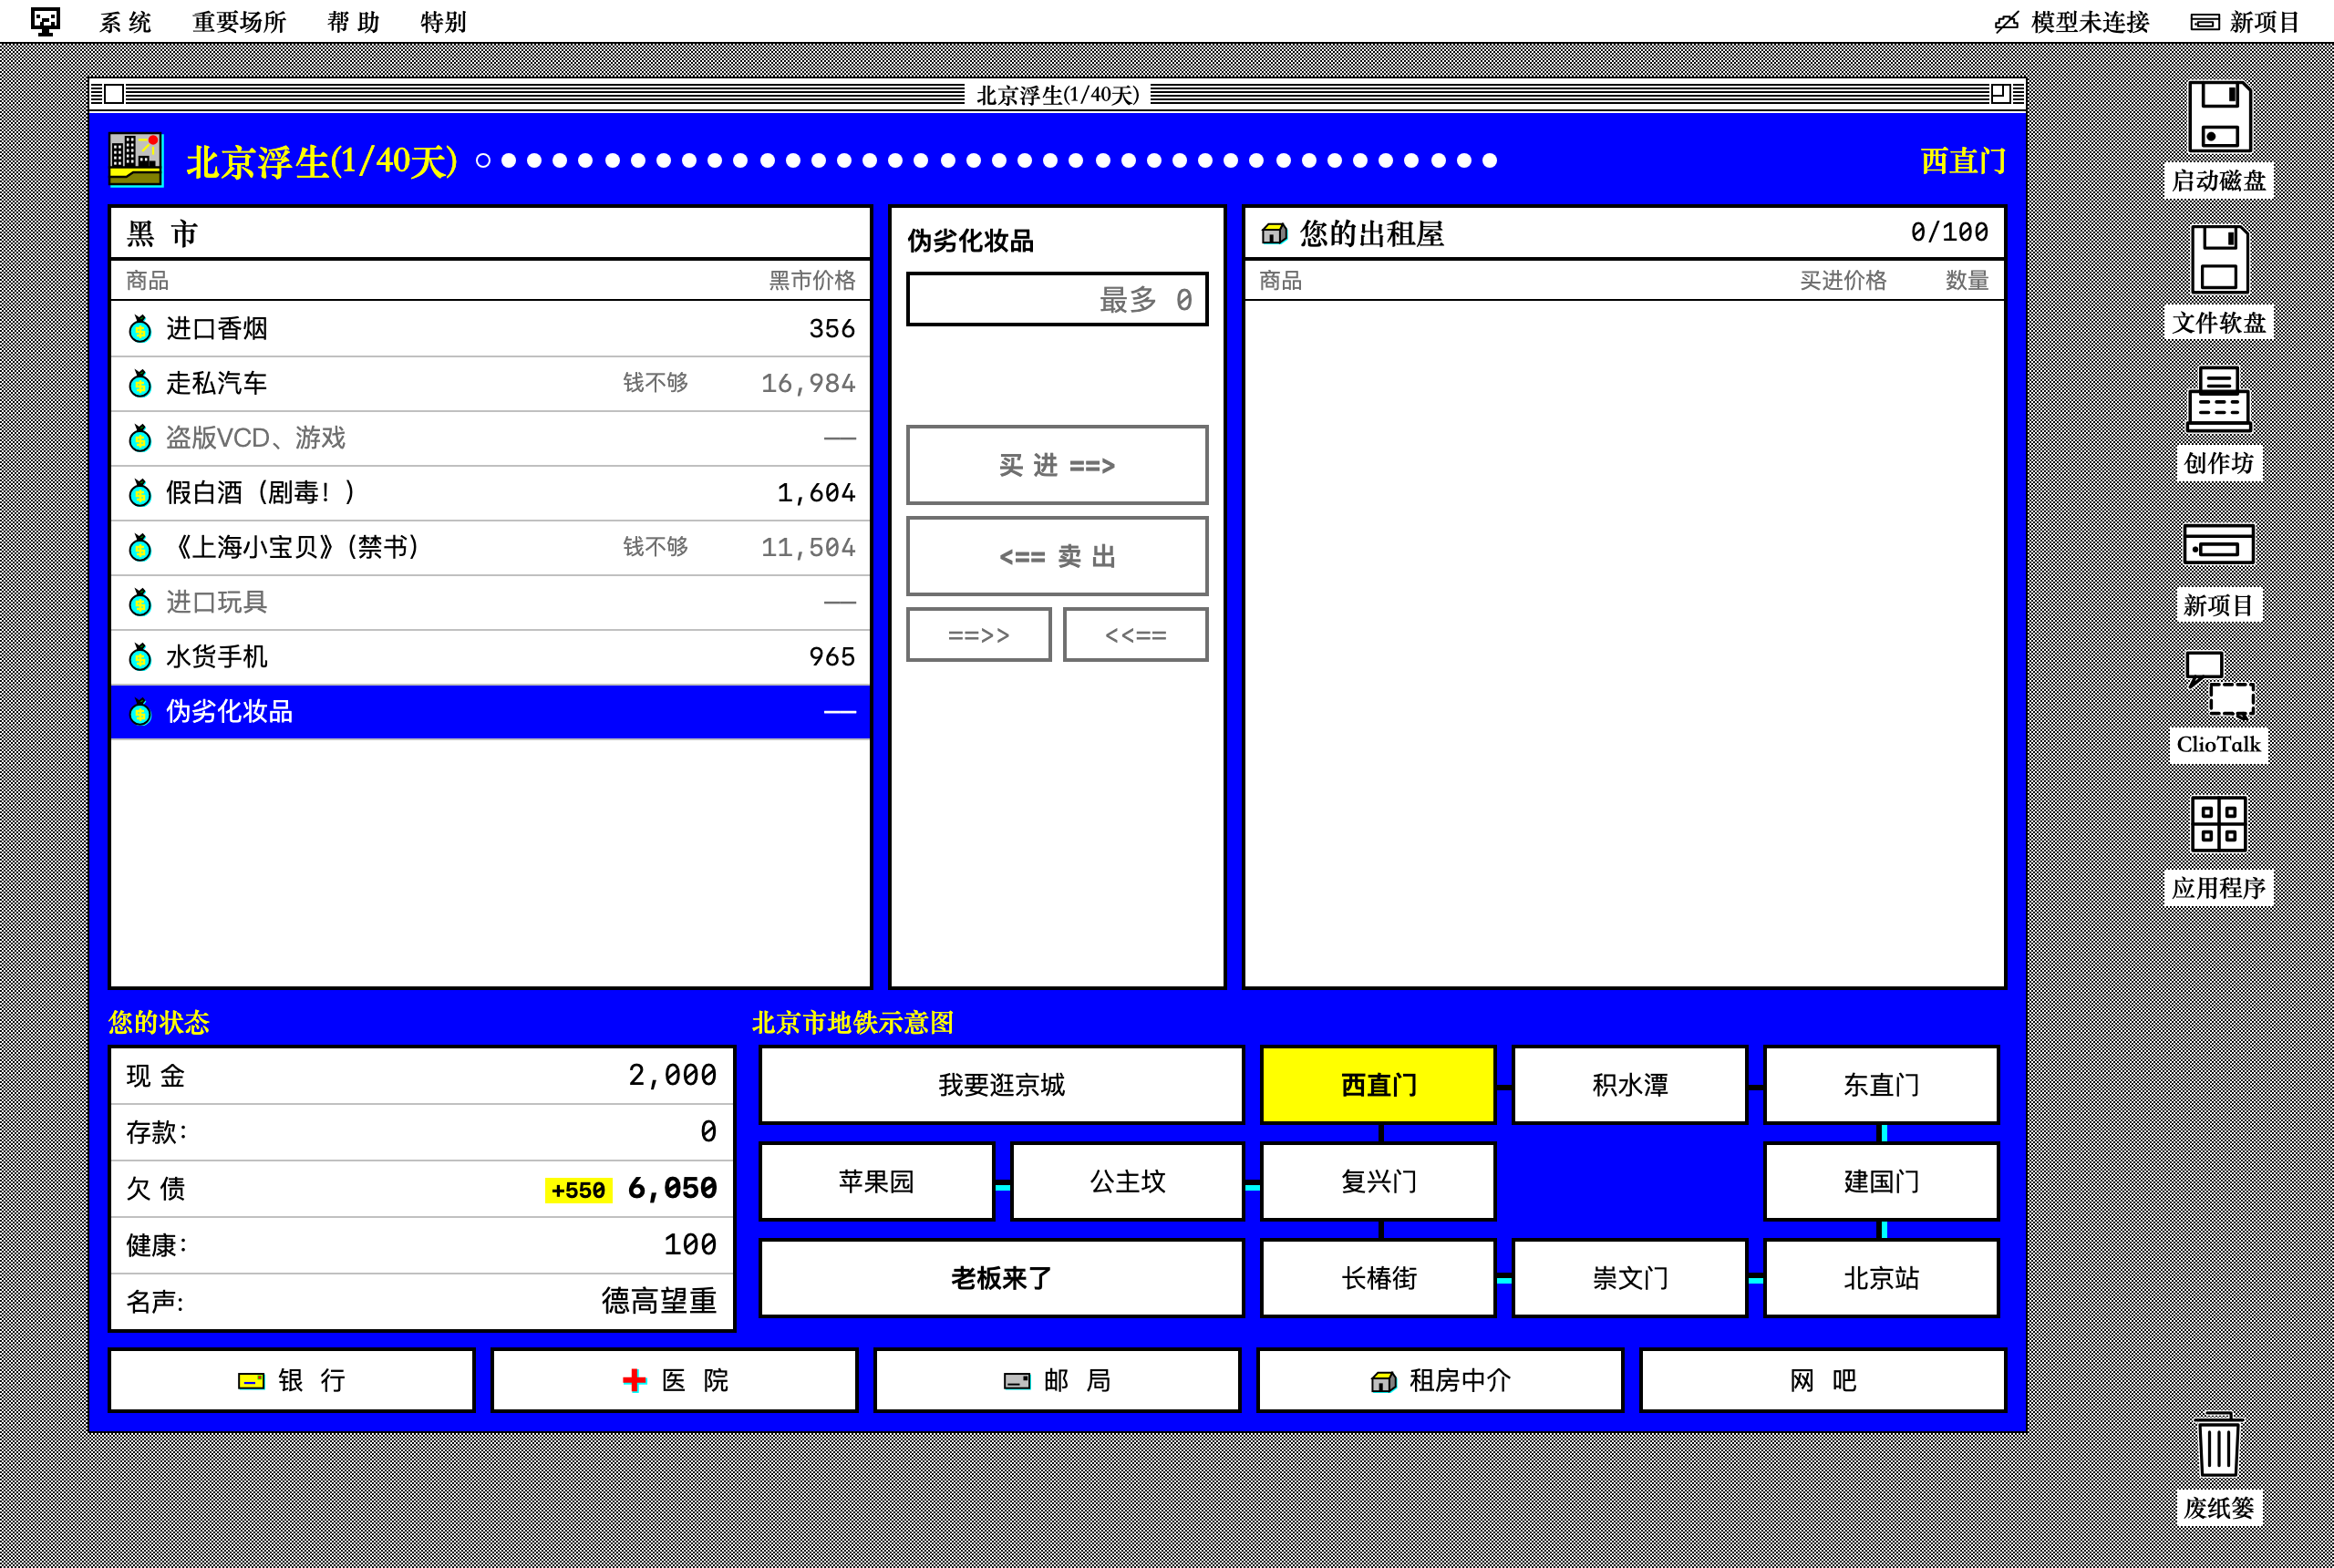 系 统 重要场所 帮 助 特别 模型未连接 新项目
北京浮生(1/40天)
北京浮生(1/40天) 西直门
黑 市
商品 黑市价格
进口香烟 356
走私汽车 钱不够 16,984
盗版VCD、游戏 —
假白酒（剧毒！） 1,604
《上海小宝贝》（禁书） 钱不够 11,504
进口玩具 —
水货手机 965
伪劣化妆品 —
伪劣化妆品
最多 0
买 进 ==>
<== 卖 出
==>> <<==
您的出租屋 0/100
商品 买进价格 数量
您的状态
现 金 2,000
存款: 0
欠 债 +550 6,050
健康: 100
名声: 德高望重
北京市地铁示意图
我要逛京城 西直门 积水潭 东直门
苹果园 公主坟 复兴门 建国门
老板来了 长椿街 崇文门 北京站
银 行 医 院 邮 局 租房中介 网 吧
启动磁盘
文件软盘
创作坊
新项目
ClioTalk
应用程序
废纸篓